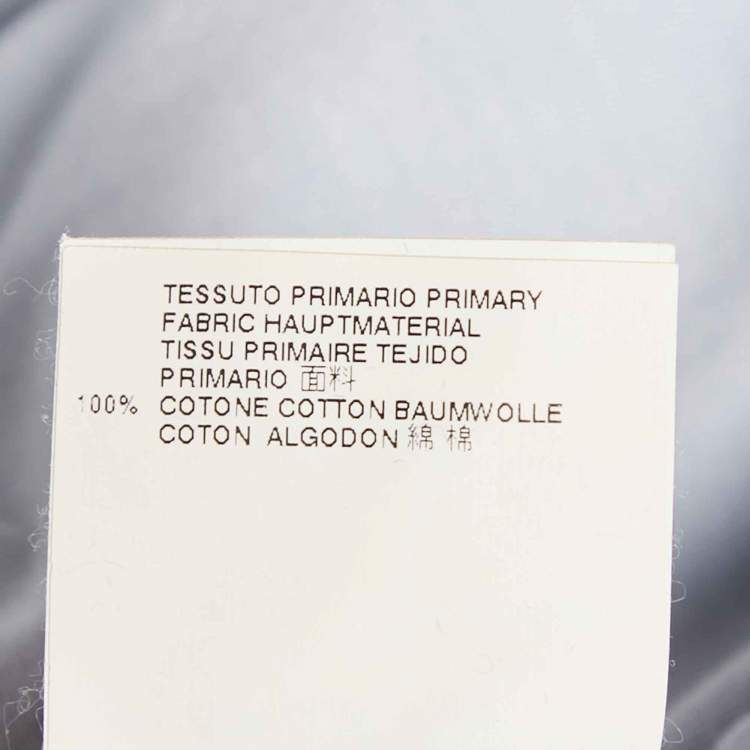 TESSUTO PRIMARIO PRIMARY
FABRIC HAUPTMATERIAL
TISSU PRIMAIRE TEJIDO
PRIMARIO 面料
100% COTONE COTTON BAUMWOLLE
COTON ALGODON 綿 棉